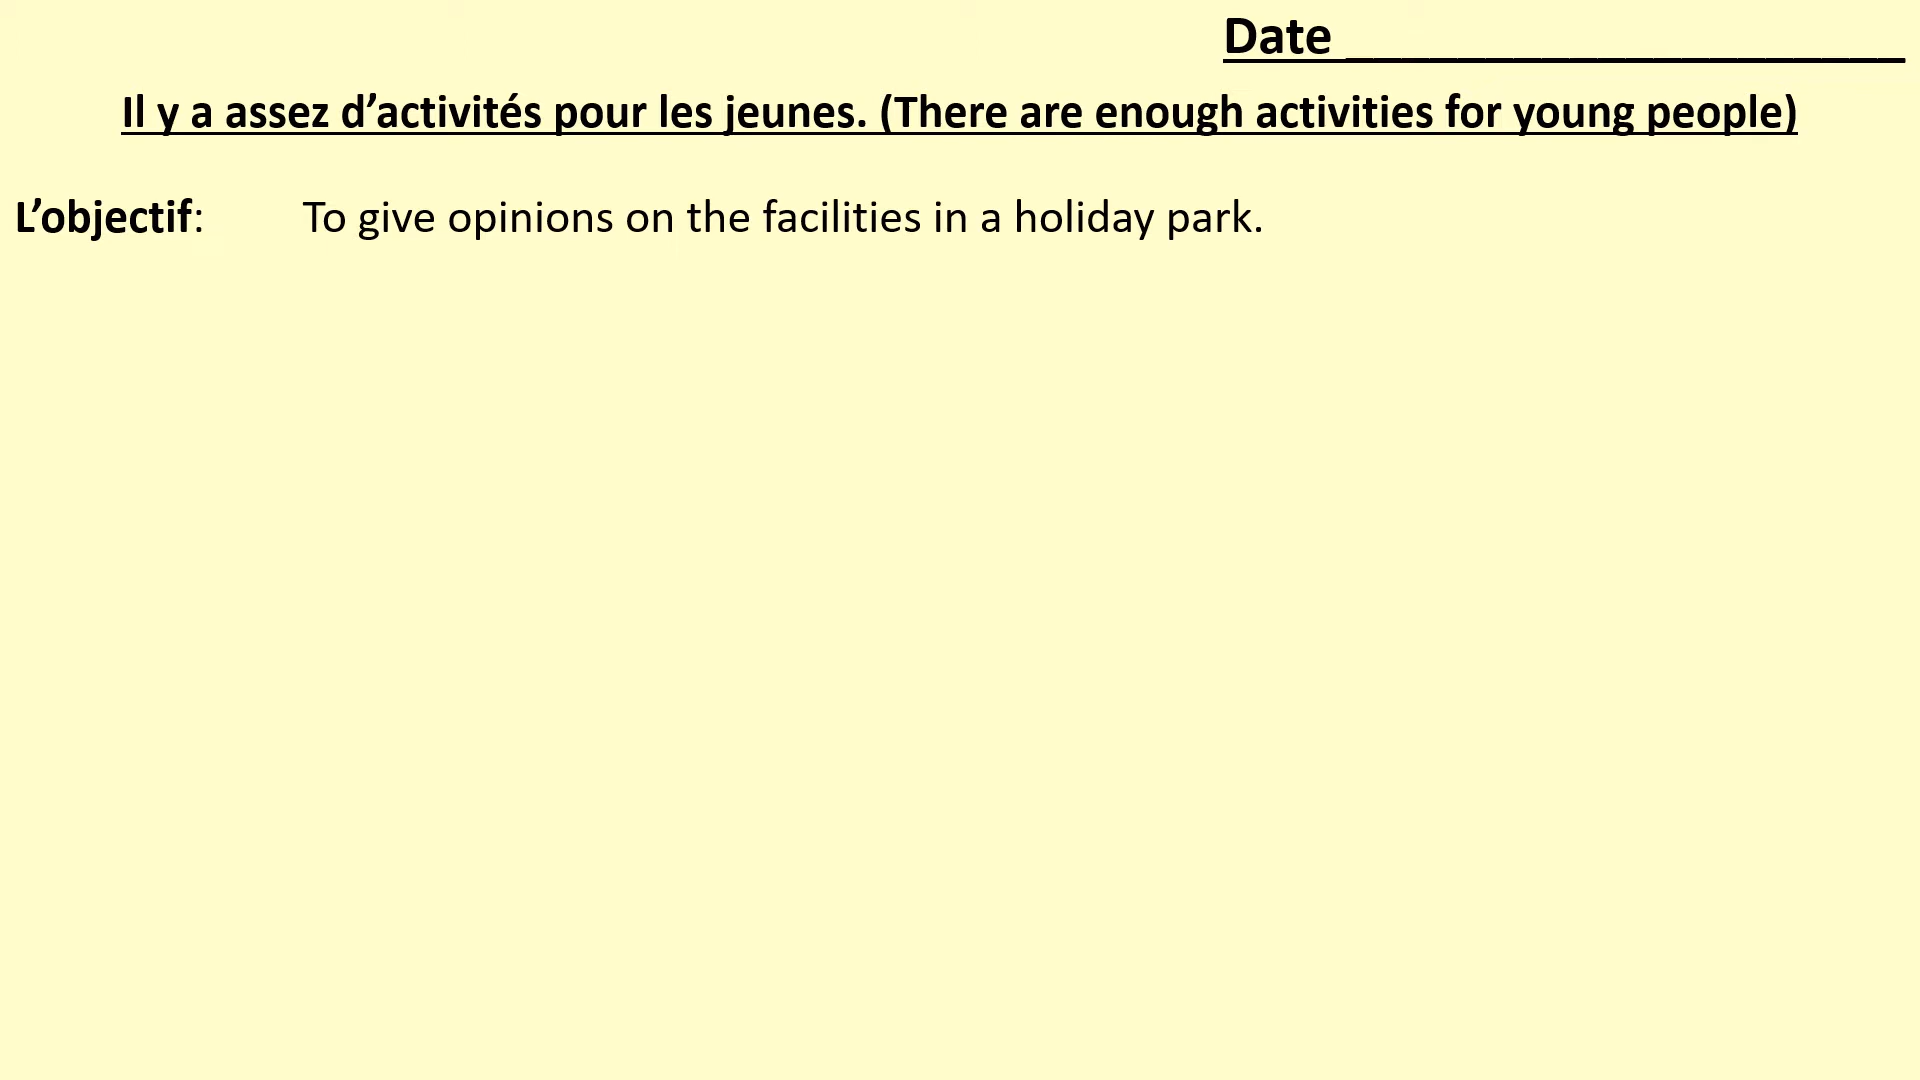 Date ____________________
Il y a assez d’activités pour les jeunes. (There are enough activities for young people)
L’objectif: To give opinions on the facilities in a holiday park.